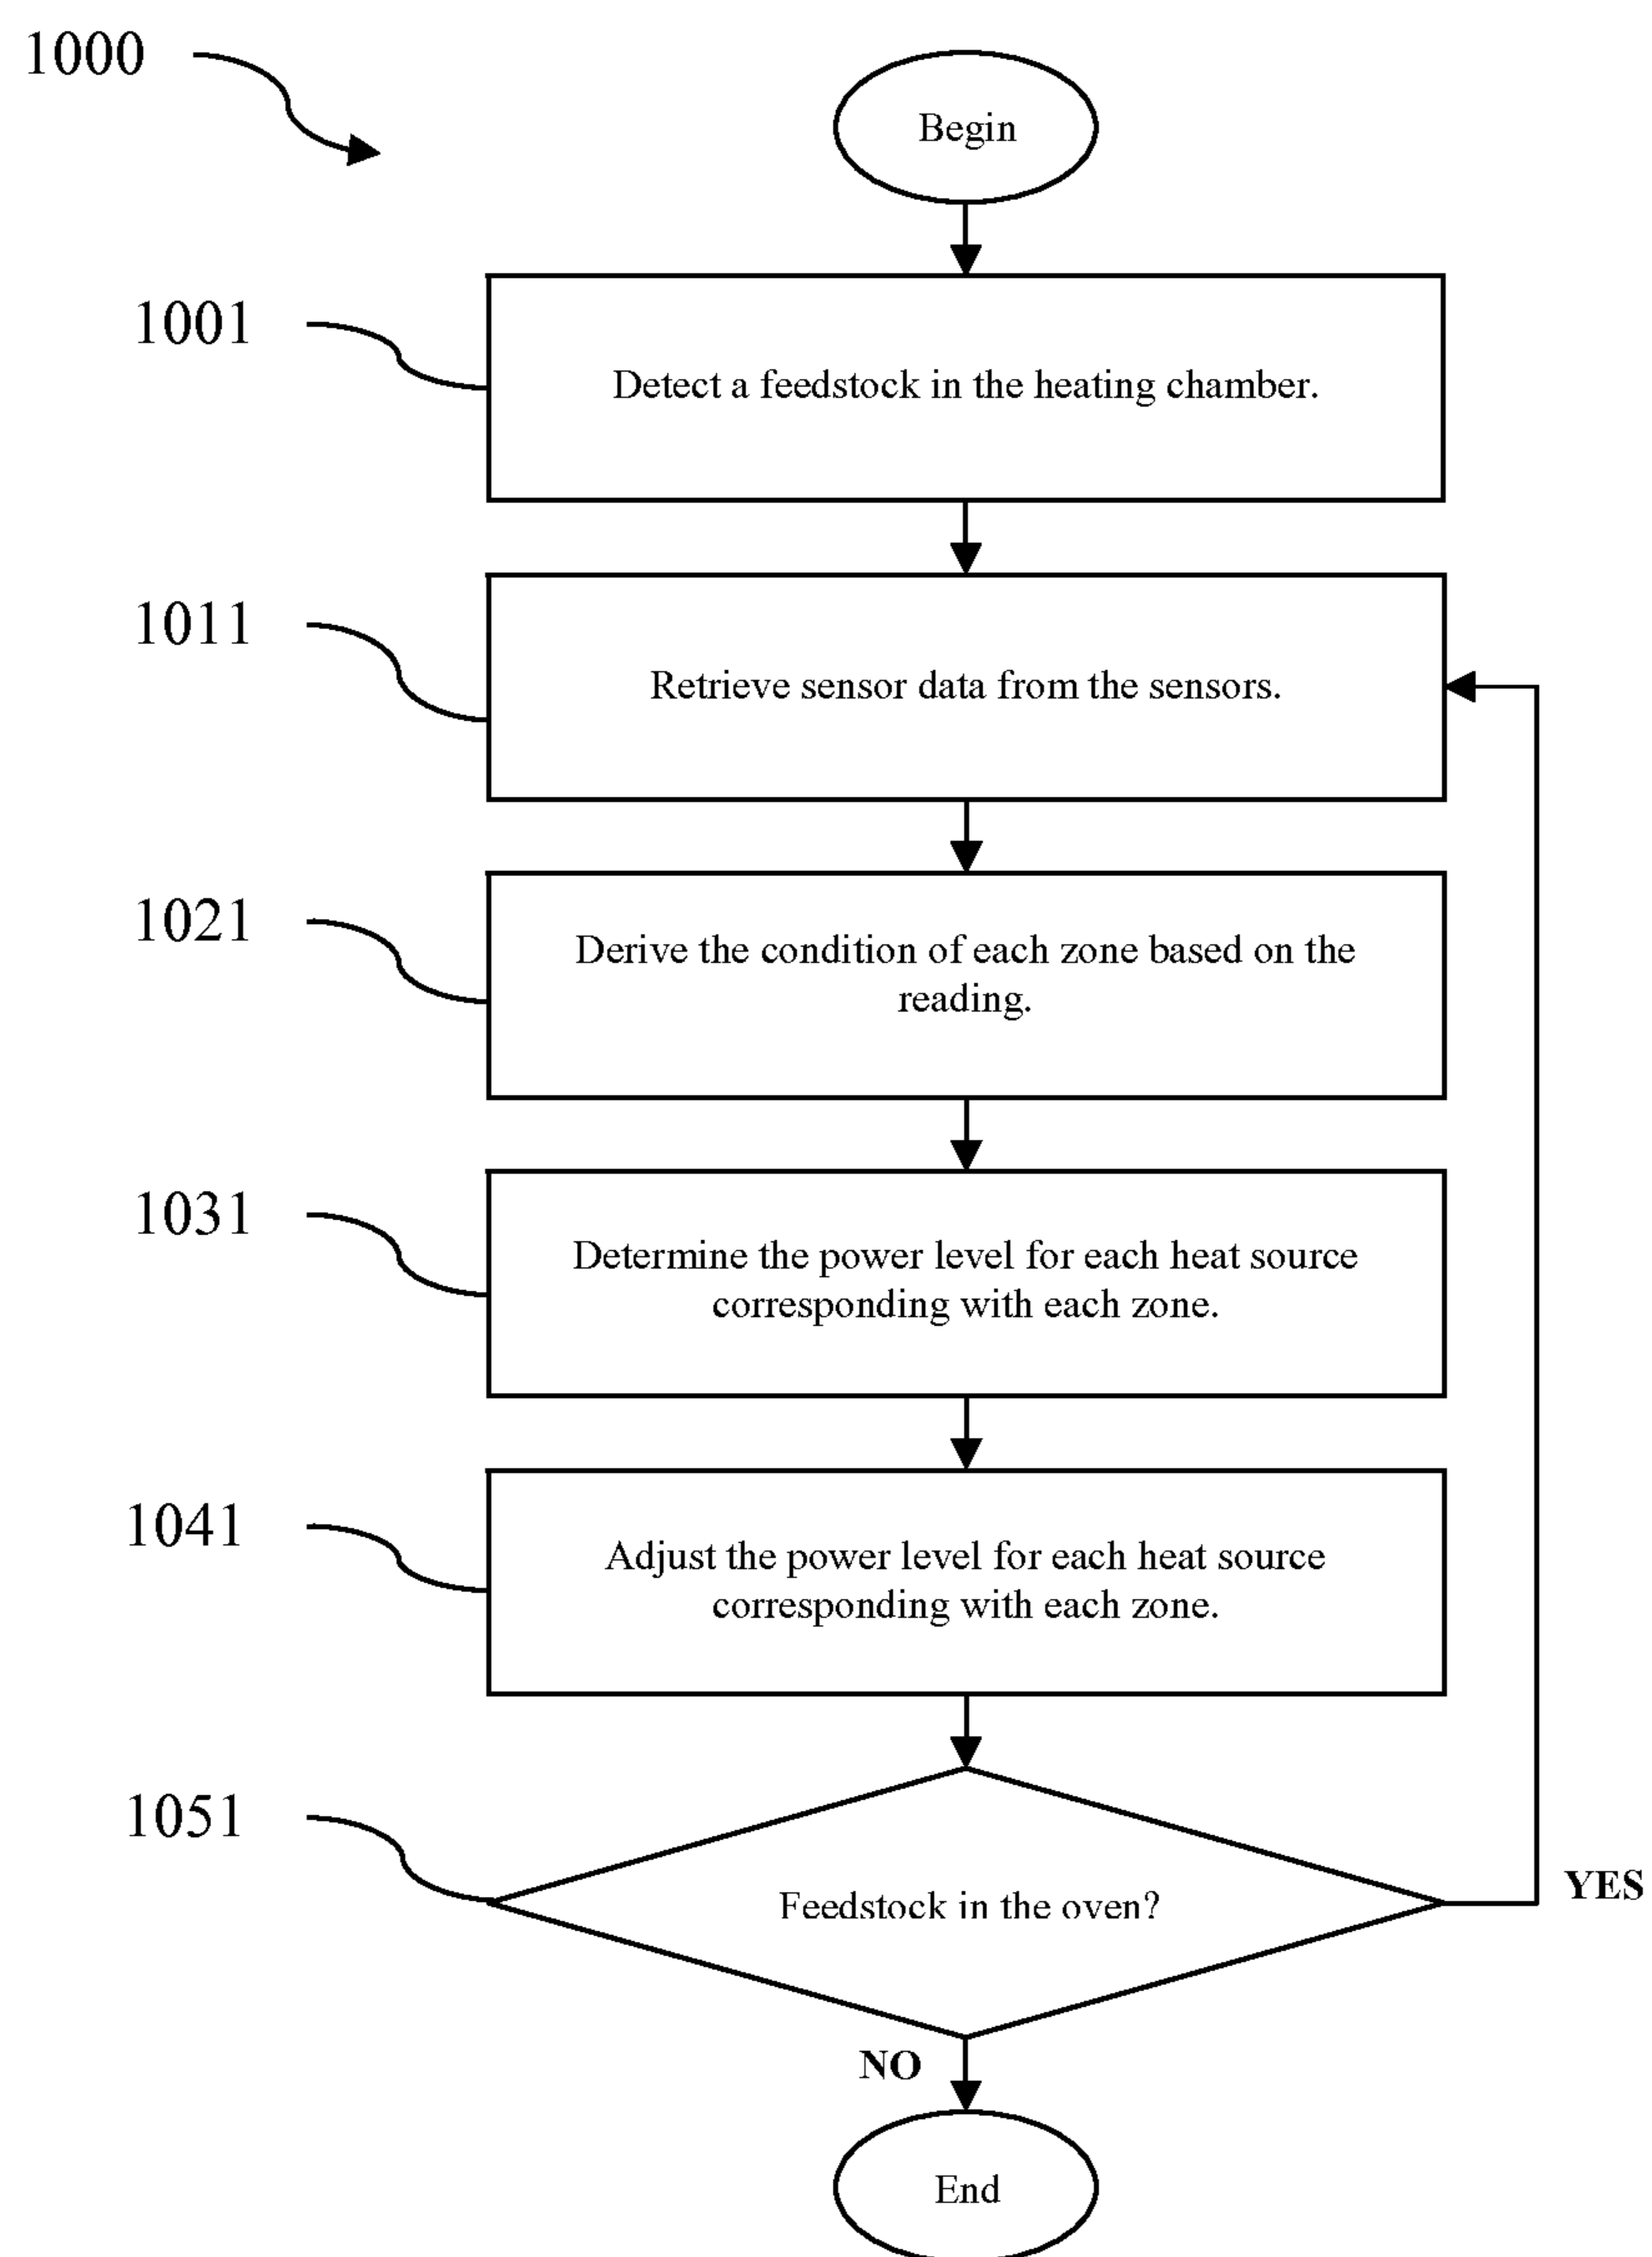 1000
Begin
1001
Detect a feedstock in the heating chamber.
1011
Retrieve sensor data from the sensors.
1021
Derive the condition of each zone based on the
reading.
1031
Determine the power level for each heat source
corresponding with each zone.
1041
Adjust the power level for each heat source
corresponding with each zone.
1051
Feedstock in the oven?
YES
NO
End